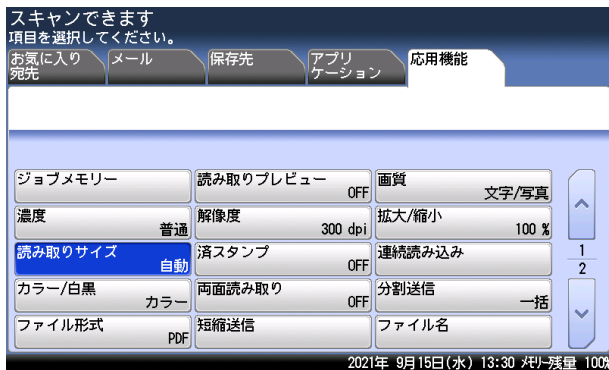 スキャンできます
項目を選択してください。
お気に入り
宛先
メール
保存先
アプリ
ケーション
応用機能
ジョブメモリー
読み取りプレビュー
OFF
画質
文字/写真
濃度
普通
解像度
300 dpi
拡大/縮小
100 %
読み取りサイズ
自動
済スタンプ
OFF
連続読み込み
1
2
カラー/白黒
カラー
両面読み取り
OFF
分割送信
一括
ファイル形式
PDF
短縮送信
ファイル名
2021年 9月15日(水) 13:30 メモリー残量 100%